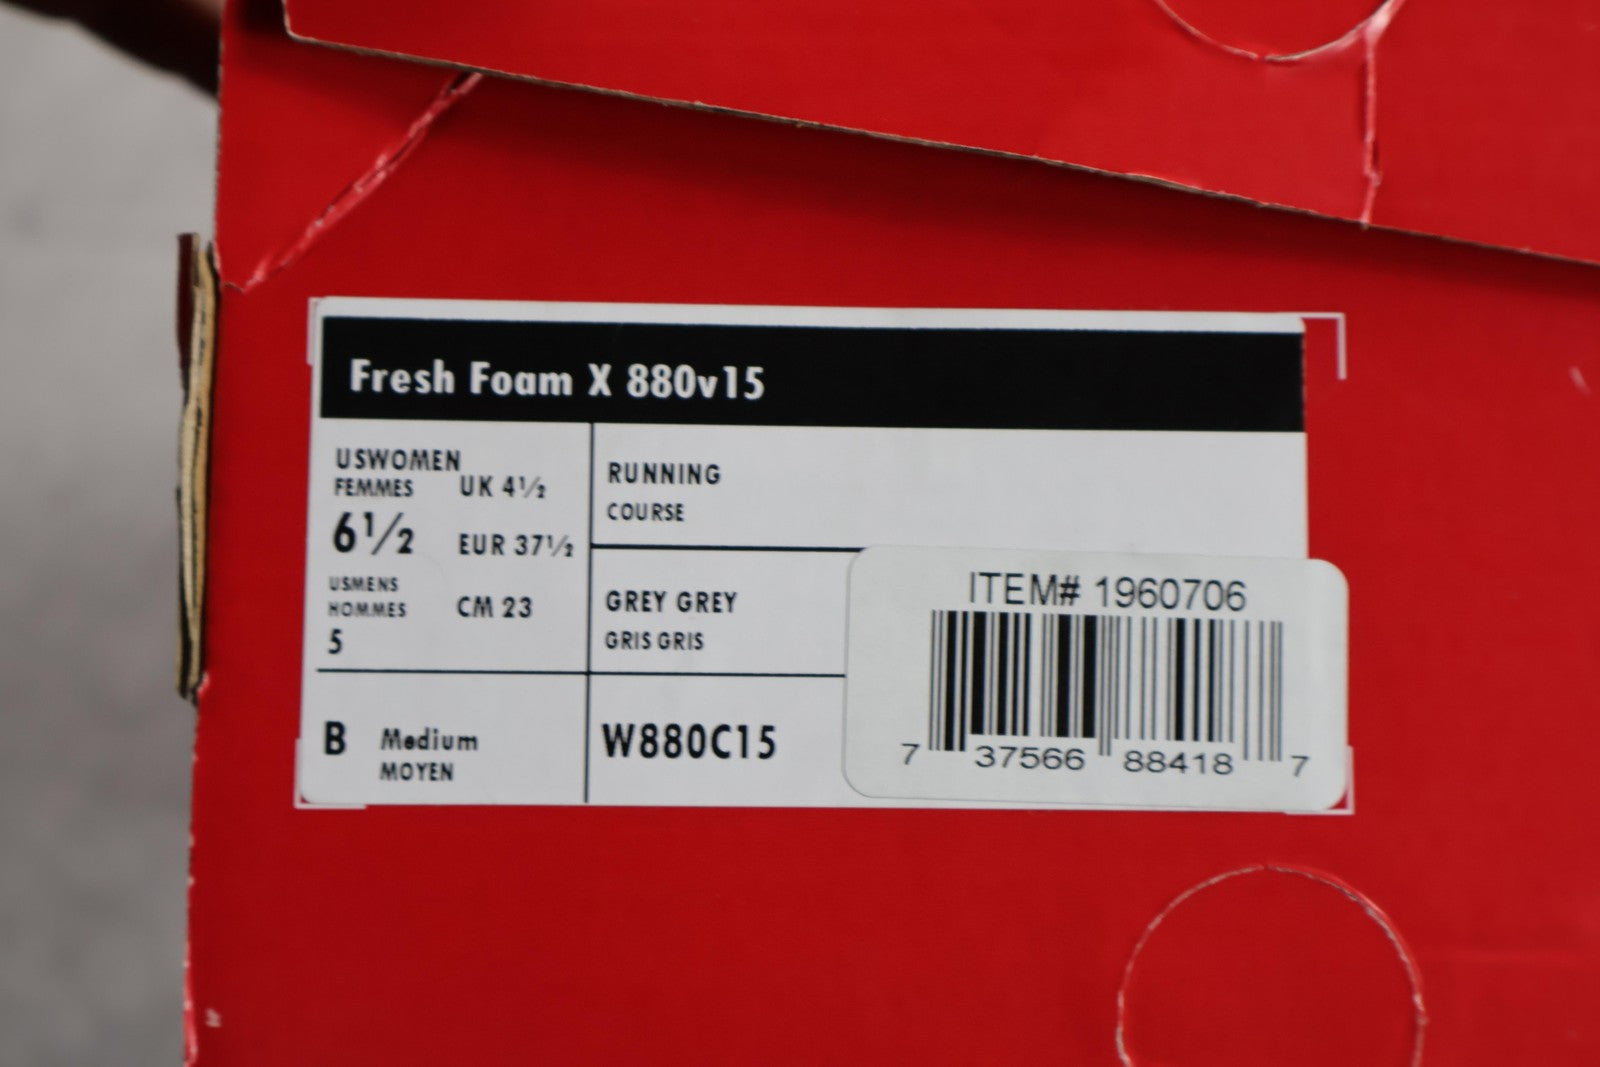 Fresh Foam X 880v15
USWOMEN
FEMMES
6½
USMENS
HOMMES
5
UK 4½
EUR 37½
CM 23
RUNNING
COURSE
GREY GREY
GRIS GRIS
B Medium
MOYEN
W880C15
ITEM# 1960706
7 37566 88418 7